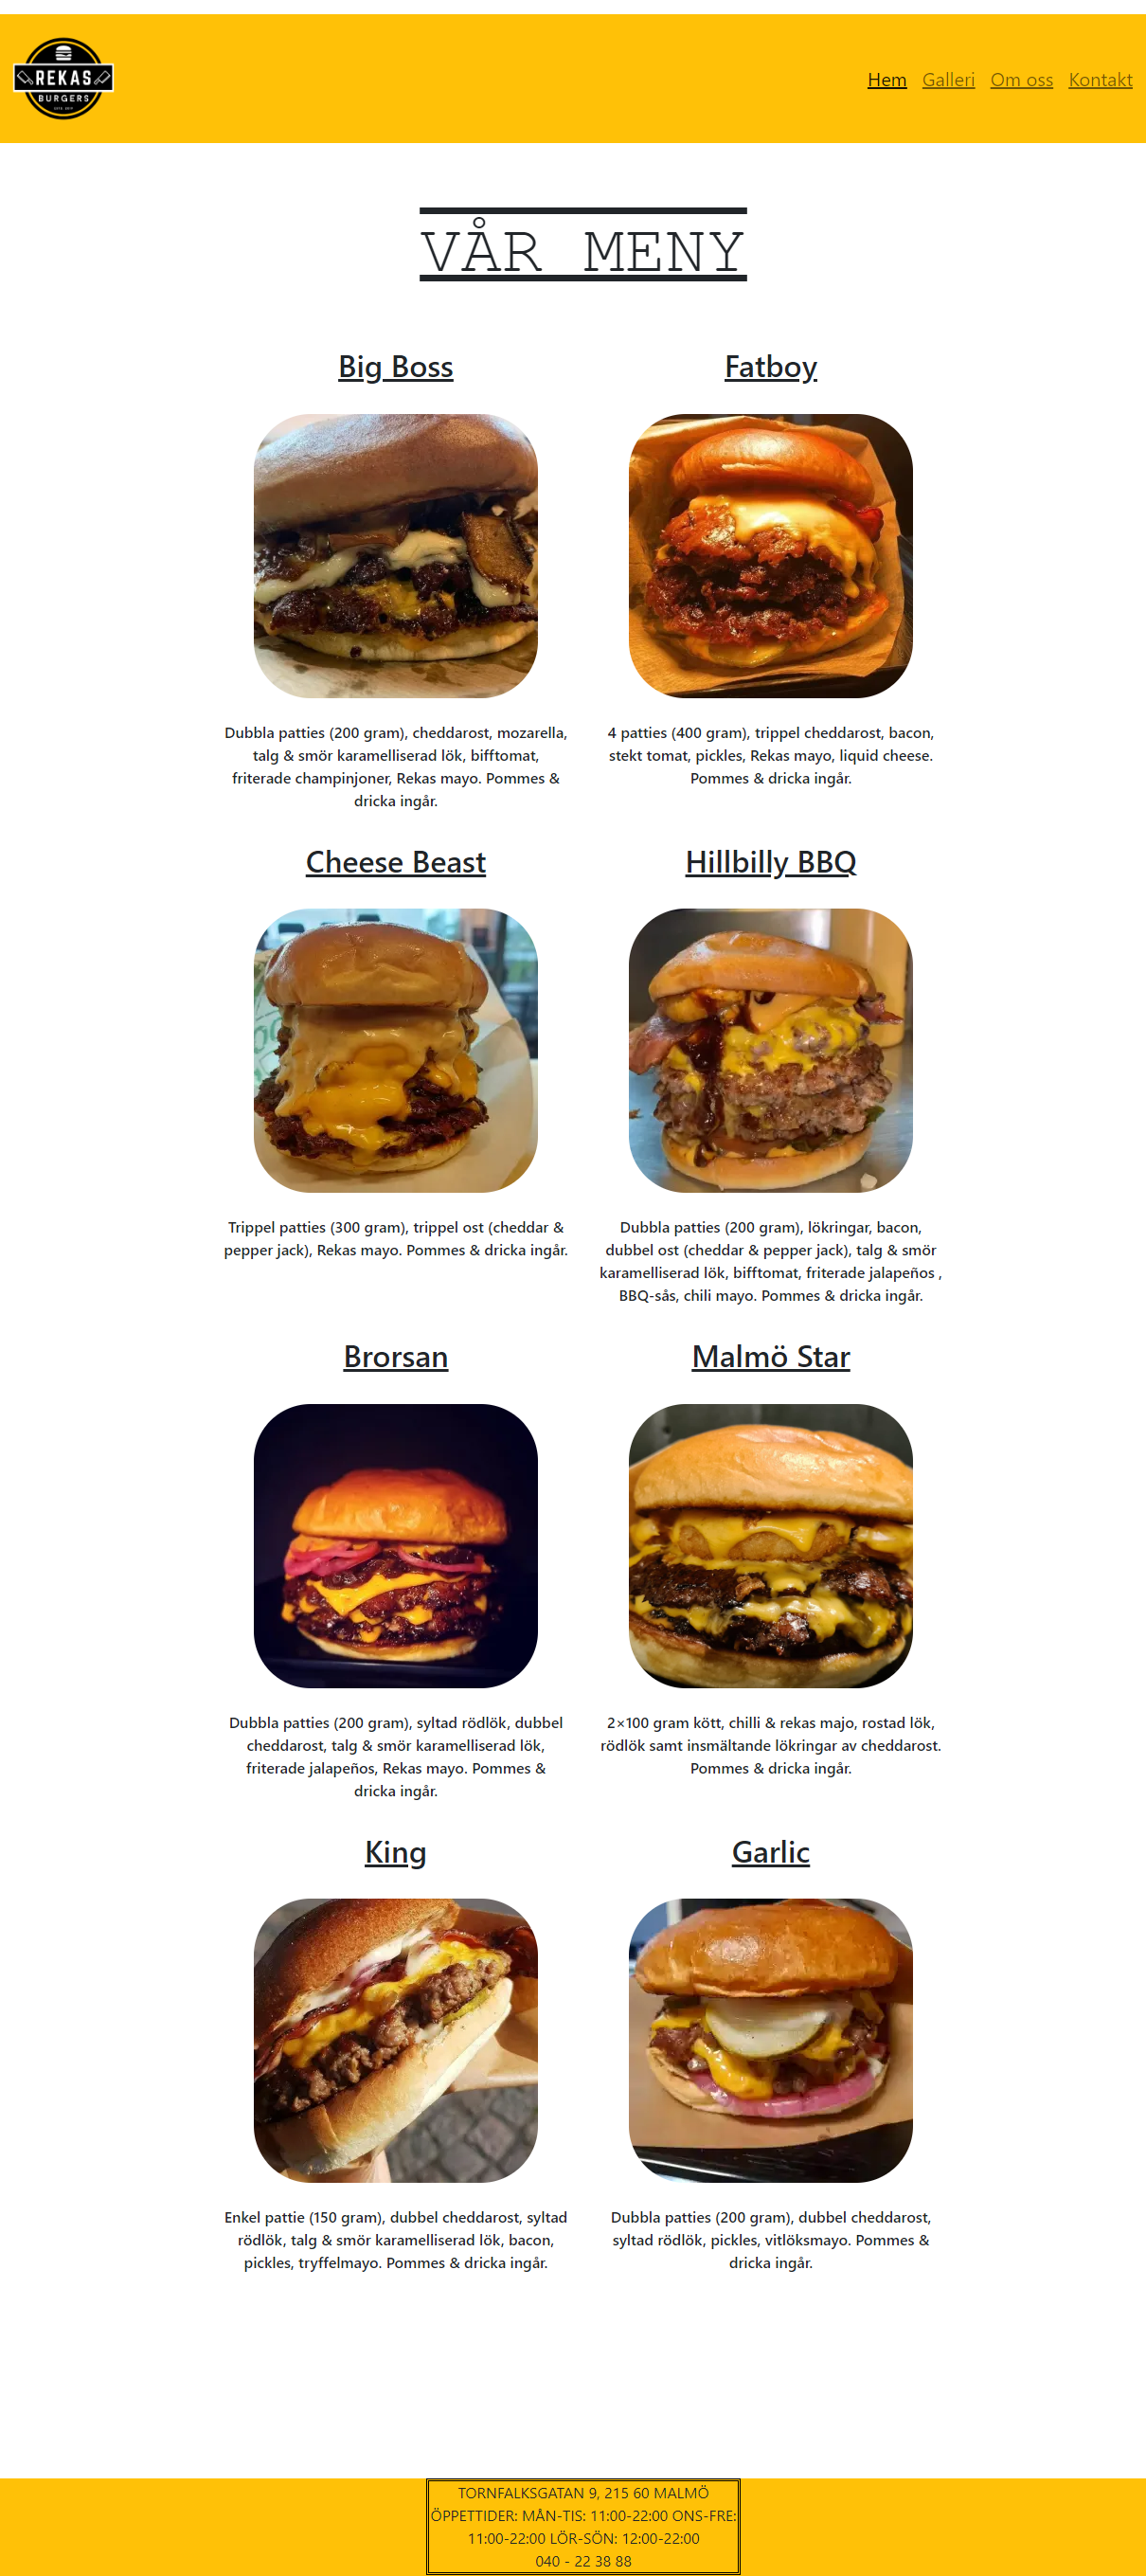 REKAS
BURGERS
Hem Galleri Om oss Kontakt
VÅR MENY
Big Boss
Dubbla patties (200 gram), cheddarost, mozarella,
talg & smör karamelliserad lök, bifftomat,
friterade champinjoner, Rekas mayo. Pommes &
dricka ingår.
Fatboy
4 patties (400 gram), trippel cheddarost, bacon,
stekt tomat, pickles, Rekas mayo, liquid cheese.
Pommes & dricka ingår.
Cheese Beast
Trippel patties (300 gram), trippel ost (cheddar &
pepper jack), Rekas mayo. Pommes & dricka ingår.
Hillbilly BBQ
Dubbla patties (200 gram), lökringar, bacon,
dubbel ost (cheddar & pepper jack), talg & smör
karamelliserad lök, bifftomat, friterade jalapeños ,
BBQ-sås, chili mayo. Pommes & dricka ingår.
Brorsan
Dubbla patties (200 gram), syltad rödlök, dubbel
cheddarost, talg & smör karamelliserad lök,
friterade jalapeños, Rekas mayo. Pommes &
dricka ingår.
Malmö Star
2×100 gram kött, chilli & rekas majo, rostad lök,
rödlök samt insmältande lökringar av cheddarost.
Pommes & dricka ingår.
King
Enkel pattie (150 gram), dubbel cheddarost, syltad
rödlök, talg & smör karamelliserad lök, bacon,
pickles, tryffelmayo. Pommes & dricka ingår.
Garlic
Dubbla patties (200 gram), dubbel cheddarost,
syltad rödlök, pickles, vitlöksmayo. Pommes &
dricka ingår.
TORNFALKSGATAN 9, 215 60 MALMÖ
ÖPPETTIDER: MÅN-TIS: 11:00-22:00 ONS-FRE:
11:00-22:00 LÖR-SÖN: 12:00-22:00
040 - 22 38 88